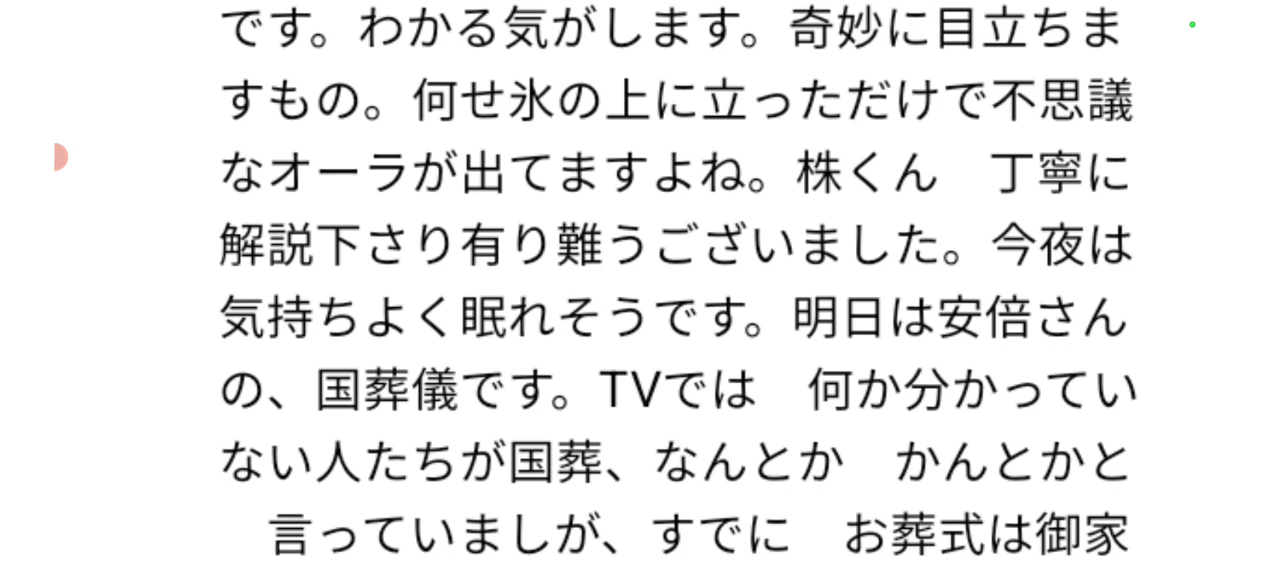 です。わかる気がします。奇妙に目立ちま
すもの。何せ氷の上に立っただけで不思議
なオーラが出てますよね。株くん　丁寧に
解説下さり有り難うございました。今夜は
気持ちよく眠れそうです。明日は安倍さん
の、国葬儀です。TVでは　何か分かってい
ない人たちが国葬、なんとか　かんとかと
　言っていましが、すでに　お葬式は御家